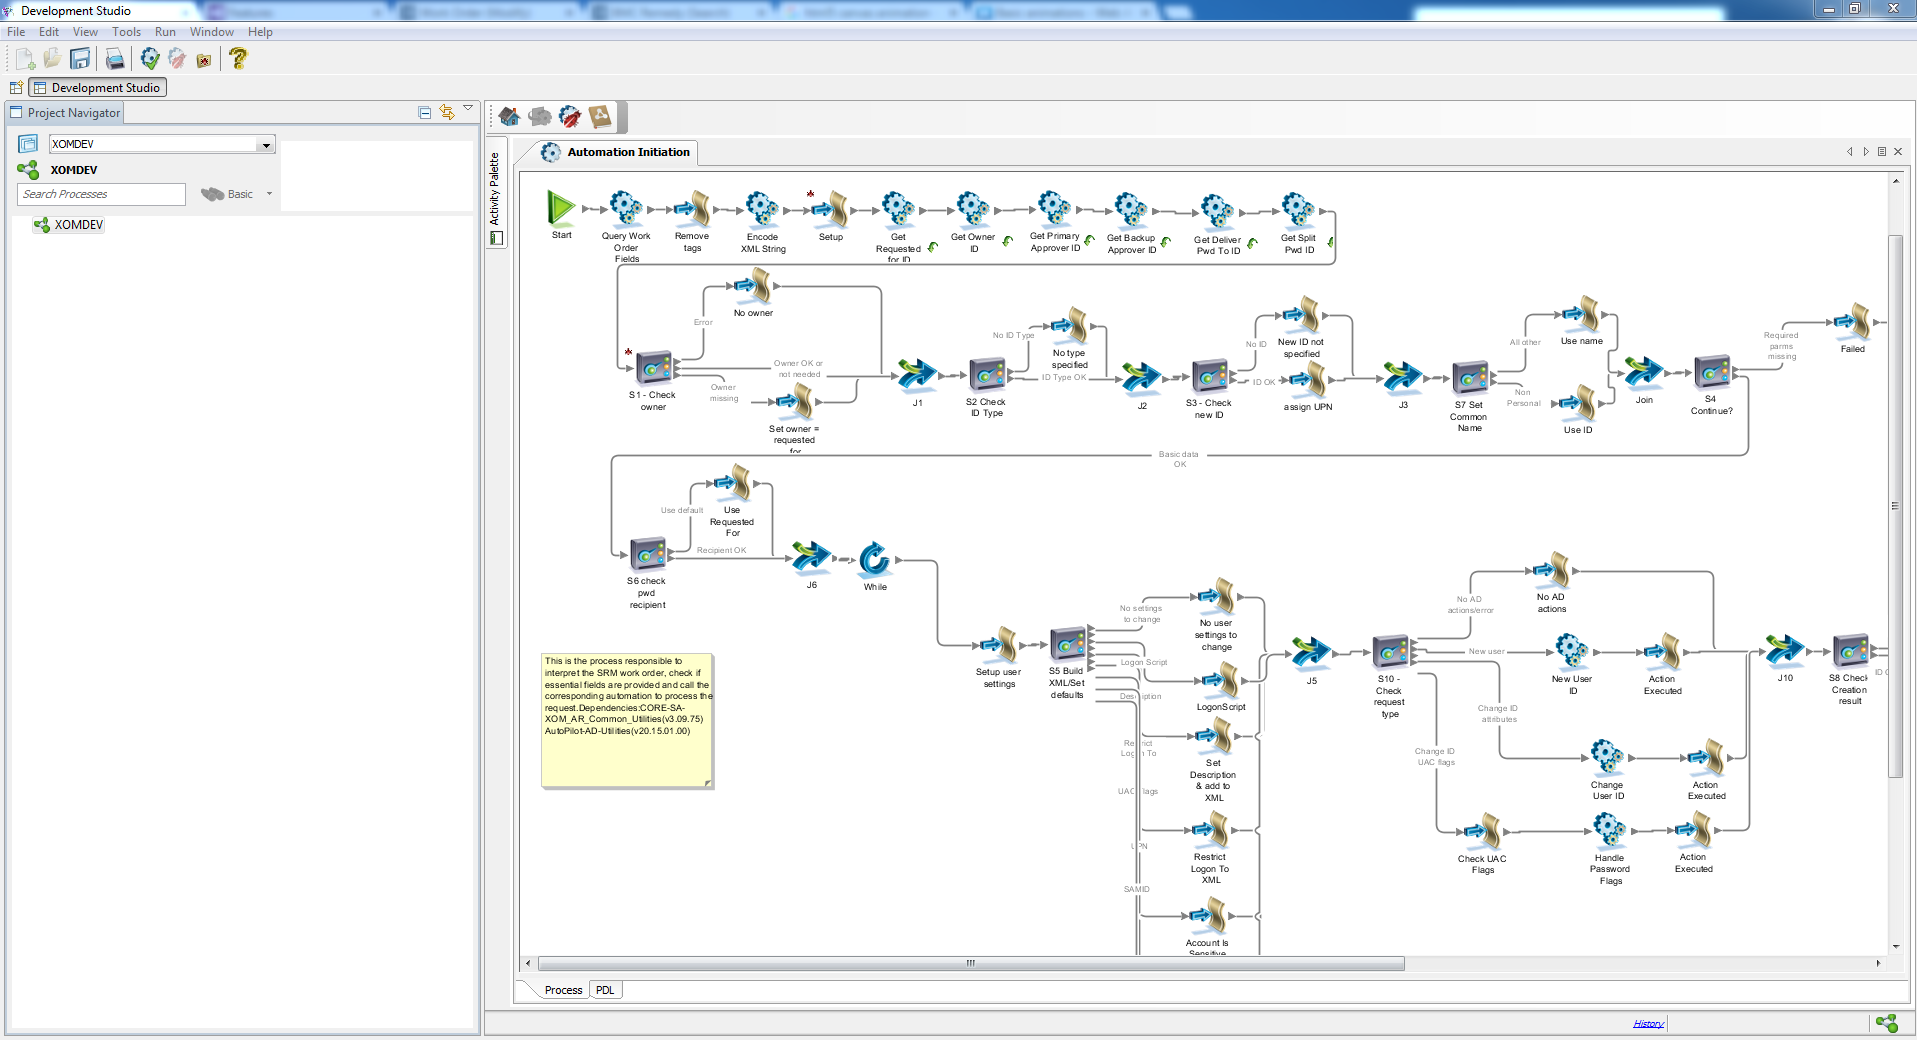 Development Studio
File Edit View Tools Run Window Help
Development Studio
Project Navigator
XOMDEV
XOMDEV
Search Processes
Basic
XOMDEV
Activity Palette
Automation Initiation
Start
Query Work
Order
Fields
Remove
tags
Encode
XML String
Setup
Get
Requested
for ID
Get Owner
ID
Get Primary
Approver ID
Get Backup
Approver ID
Get Deliver
Pwd To ID
Get Split
Pwd ID
No owner
Error
S1 - Check
owner
Owner OK or
not needed
Owner
missing
Set owner =
requested
for
J1
S2 Check
ID Type
No ID Type
No type
specified
ID Type OK
J2
S3 - Check
new ID
No ID
New ID not
specified
ID OK
assign UPN
J3
S7 Set
Common
Name
All other
Use name
Non
Personal
Use ID
Join
S4
Continue?
Required
parms
missing
Failed
Basic data
OK
Use default
Use
Requested
For
Recipient OK
S6 check
pwd
recipient
J6
While
Setup user
settings
S5 Build
XML/Set
defaults
No settings
to change
No user
settings to
change
Logon Script
LogonScript
Description
Set
Description
& add to
XML
Restrict
Logon To
Restrict
Logon To
XML
UAC Flags
UPN
SAMID
Account Is
Sensitive
J5
S10 -
Check
request
type
No AD
actions/error
No AD
actions
New user
New User
ID
Action
Executed
Change ID
attributes
Change
User ID
Action
Executed
Change ID
UAC flags
Check UAC
Flags
Handle
Password
Flags
Action
Executed
J10
S8 Check
Creation
result
This is the process responsible to
interpret the SRM work order, check if
essential fields are provided and call the
corresponding automation to process the
request.Dependencies:CORE-SA-
XOM_AR_Common_Utilities(v3.09.75)
AutoPilot-AD-Utilities(v20.15.01.00)
Process PDL
History